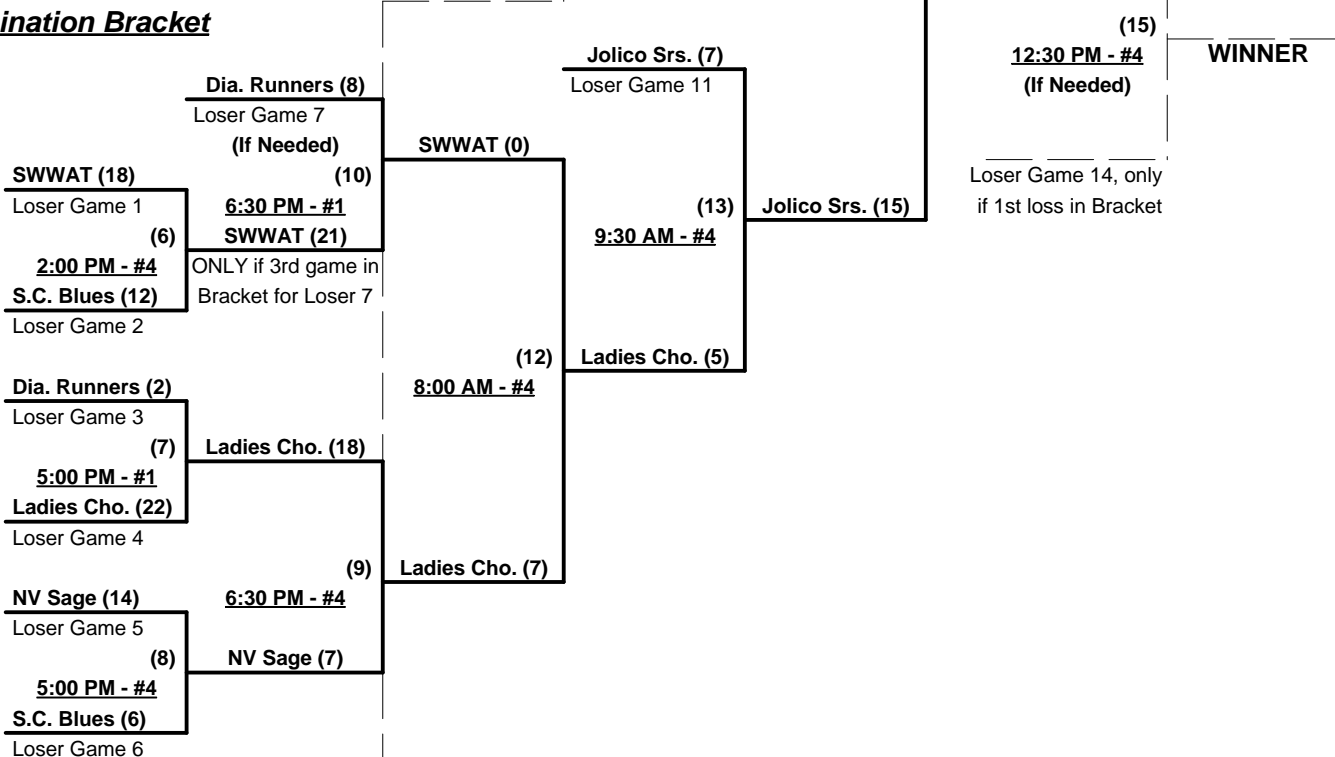 ination Bracket
(15)
12:30 PM - #4
(If Needed)
WINNER
Jolico Srs. (7)
Loser Game 11
Dia. Runners (8)
Loser Game 7
(If Needed)
(10)
6:30 PM - #1
SWWAT (21)
ONLY if 3rd game in
Bracket for Loser 7
SWWAT (0)
SWWAT (18)
Loser Game 1
(6)
2:00 PM - #4
S.C. Blues (12)
Loser Game 2
(13)
9:30 AM - #4
Jolico Srs. (15)
Loser Game 14, only
if 1st loss in Bracket
(12)
8:00 AM - #4
Ladies Cho. (5)
Dia. Runners (2)
Loser Game 3
(7)
5:00 PM - #1
Ladies Cho. (22)
Loser Game 4
Ladies Cho. (18)
(9)
6:30 PM - #4
Ladies Cho. (7)
NV Sage (14)
Loser Game 5
(8)
5:00 PM - #4
S.C. Blues (6)
Loser Game 6
NV Sage (7)